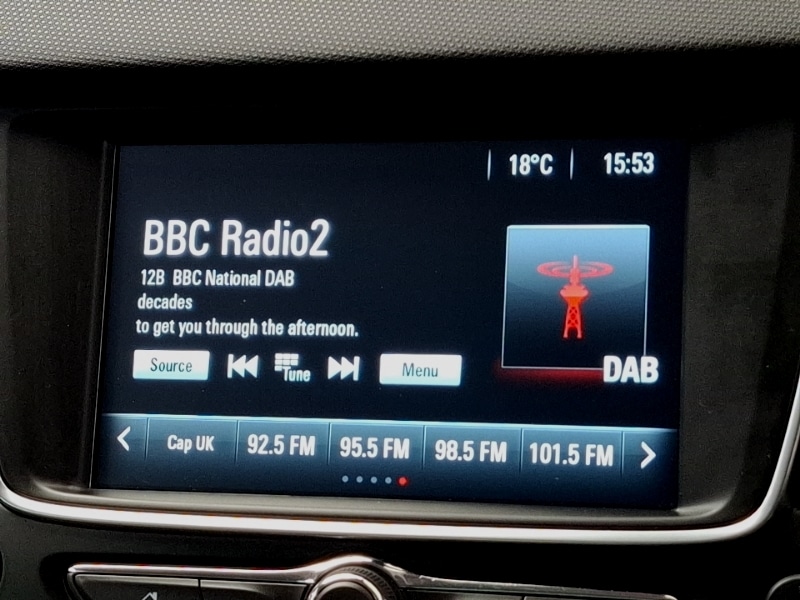 18°C 15:53
BBC Radio2
12B BBC National DAB
decades
to get you through the afternoon.
Source Tune Menu
DAB
Cap UK 92.5 FM 95.5 FM 98.5 FM 101.5 FM